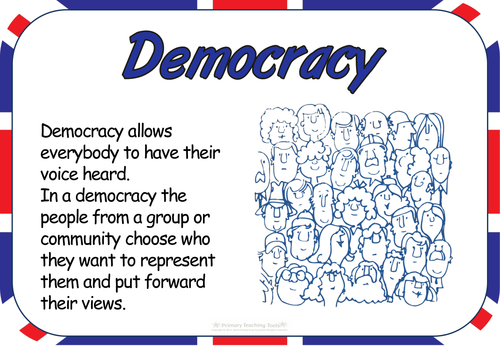 Democracy
Democracy allows
everybody to have their
voice heard.
In a democracy the
people from a group or
community choose who
they want to represent
them and put forward
their views.
Primary Teaching Tools